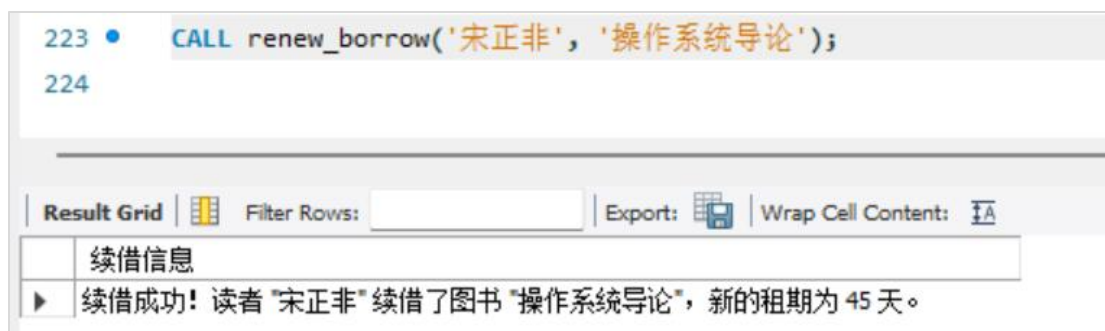 223 CALL renew_borrow('宋正非', '操作系统导论');
224
Result Grid Filter Rows: Export: Wrap Cell Content: IA
续借信息
续借成功！读者 "宋正非" 续借了图书 "操作系统导论"，新的租期为 45 天。